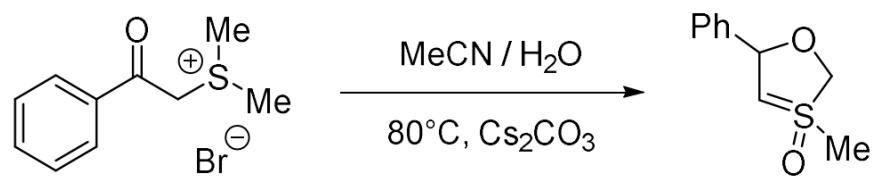 O
Me
⊕
S
Me
Br ⊖
MeCN / H₂O
80°C, Cs₂CO₃
Ph
O
S
Me
O